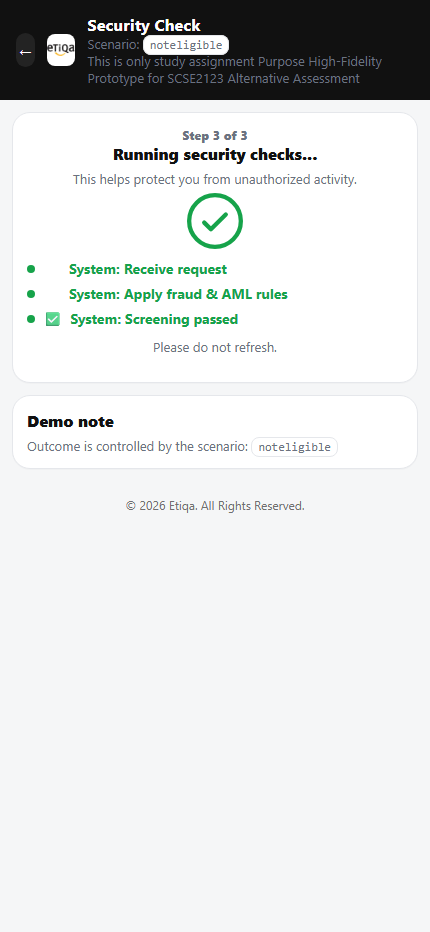 Security Check
←
etiqa
Scenario: noteligible
This is only study assignment Purpose High-Fidelity
Prototype for SCSE2123 Alternative Assessment
Step 3 of 3
Running security checks...
This helps protect you from unauthorized activity.
System: Receive request
System: Apply fraud & AML rules
✅ System: Screening passed
Please do not refresh.
Demo note
Outcome is controlled by the scenario: noteligible
© 2026 Etiqa. All Rights Reserved.